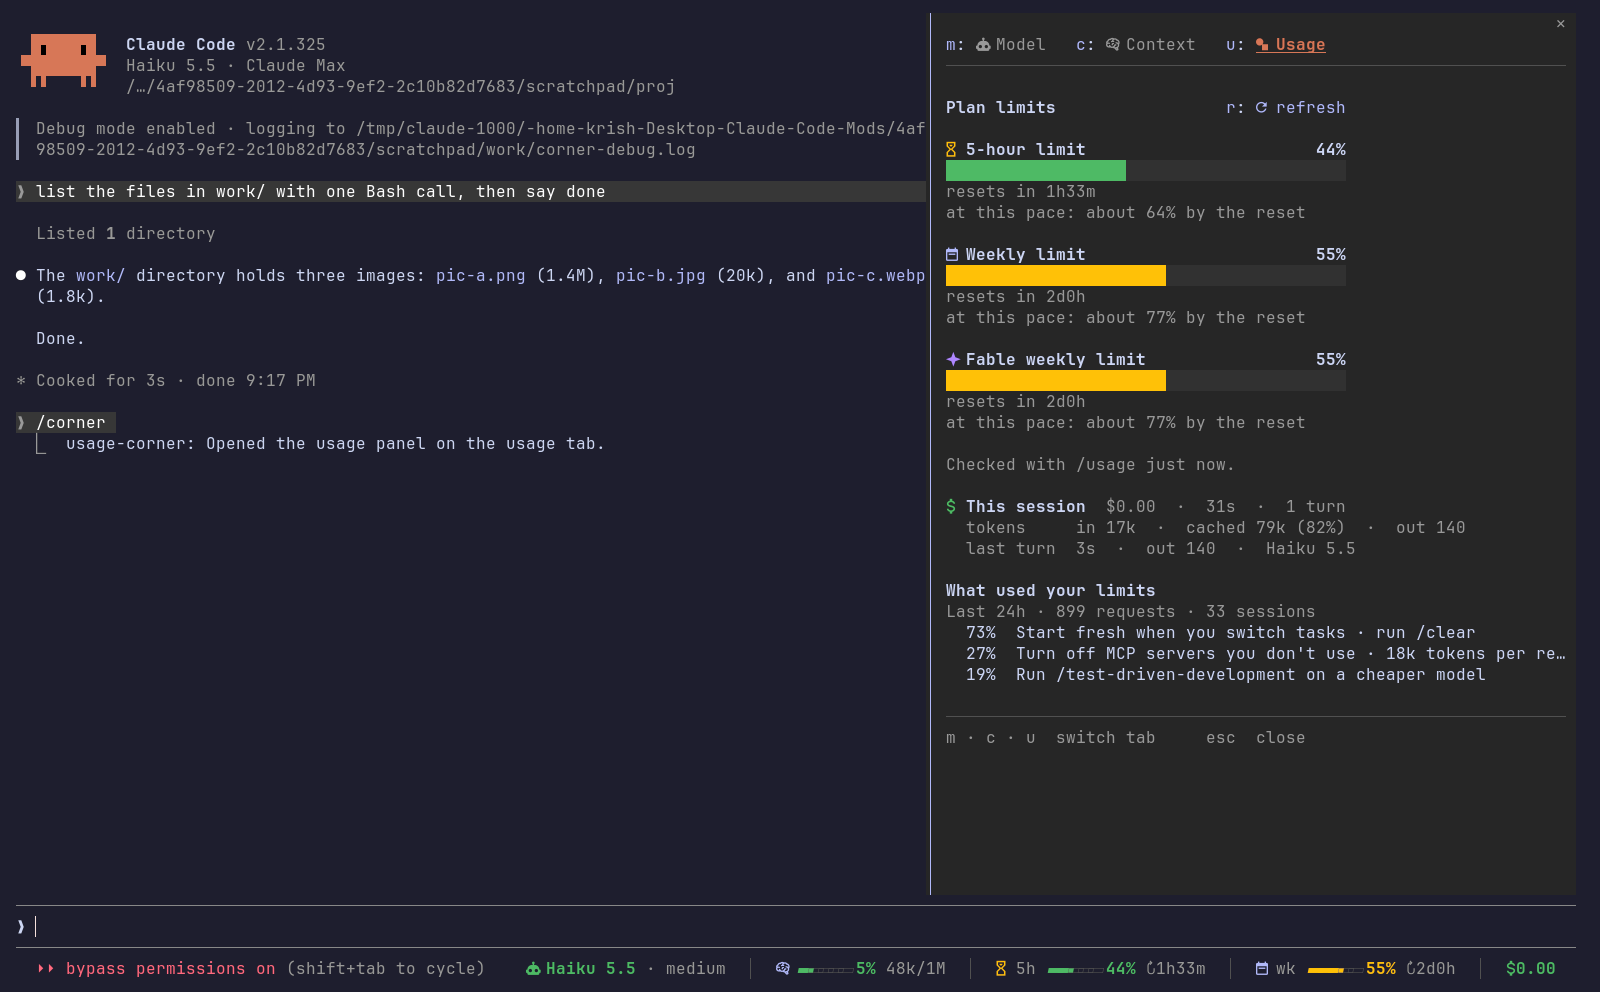 Claude Code v2.1.325
Haiku 5.5 · Claude Max
/…/4af98509-2012-4d93-9ef2-2c10b82d7683/scratchpad/proj
Debug mode enabled · logging to /tmp/claude-1000/-home-krish-Desktop-Claude-Code-Mods/4af
98509-2012-4d93-9ef2-2c10b82d7683/scratchpad/work/corner-debug.log
❯ list the files in work/ with one Bash call, then say done
Listed 1 directory
● The work/ directory holds three images: pic-a.png (1.4M), pic-b.jpg (20k), and pic-c.webp
(1.8k).
Done.
* Cooked for 3s · done 9:17 PM
❯ /corner
⎿ usage-corner: Opened the usage panel on the usage tab.
×
m: Model c: Context u: Usage
Plan limits r: refresh
5-hour limit 44%
resets in 1h33m
at this pace: about 64% by the reset
Weekly limit 55%
resets in 2d0h
at this pace: about 77% by the reset
Fable weekly limit 55%
resets in 2d0h
at this pace: about 77% by the reset
Checked with /usage just now.
$ This session $0.00 · 31s · 1 turn
tokens in 17k · cached 79k (82%) · out 140
last turn 3s · out 140 · Haiku 5.5
What used your limits
Last 24h · 899 requests · 33 sessions
73% Start fresh when you switch tasks · run /clear
27% Turn off MCP servers you don't use · 18k tokens per re…
19% Run /test-driven-development on a cheaper model
m · c · u switch tab esc close
❯
bypass permissions on (shift+tab to cycle) Haiku 5.5 · medium 5% 48k/1M 5h 44% 1h33m wk 55% 2d0h $0.00